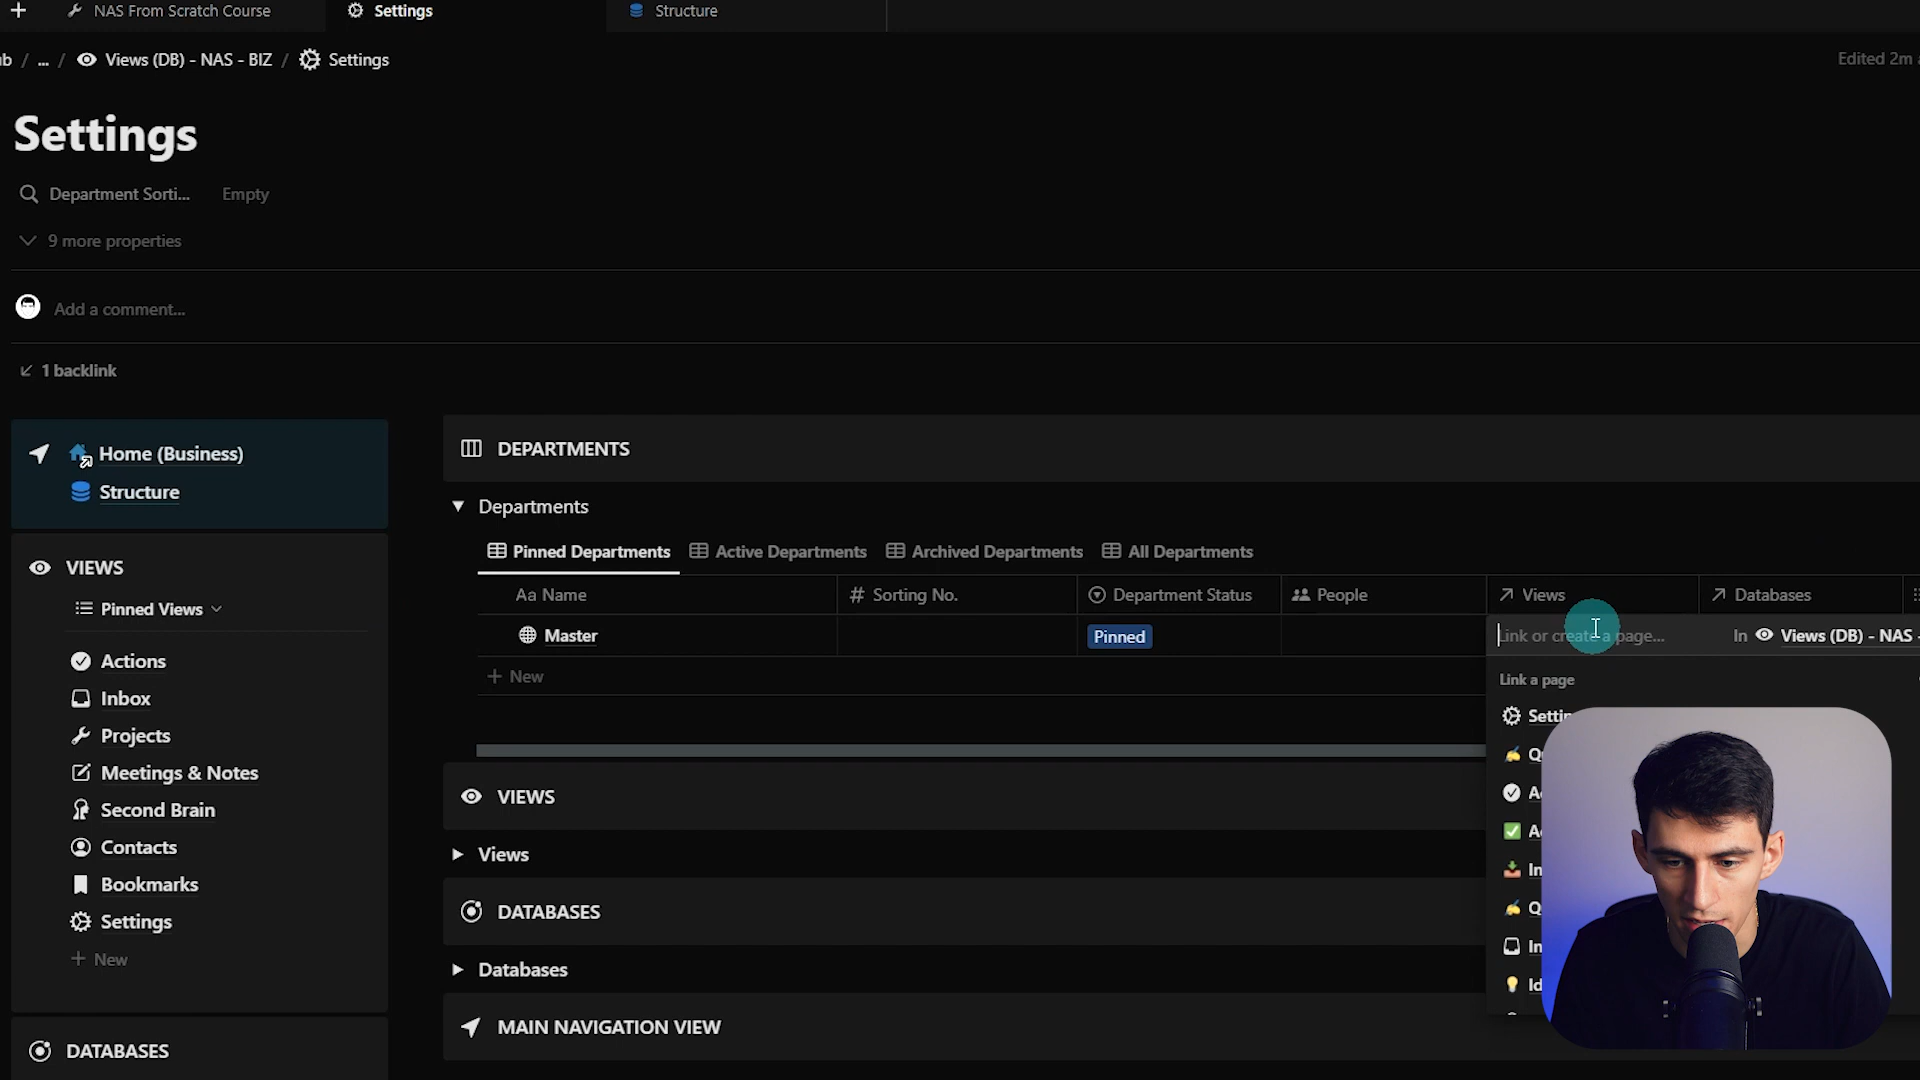 NAS From Scratch Course
Settings
Structure
/ ... / Views (DB) - NAS - BIZ / Settings
Edited 2m
Settings
Department Sorti... Empty
9 more properties
Add a comment...
1 backlink
Home (Business)
Structure
VIEWS
Pinned Views
Actions
Inbox
Projects
Meetings & Notes
Second Brain
Contacts
Bookmarks
Settings
+ New
DATABASES
DEPARTMENTS
Departments
Pinned Departments Active Departments Archived Departments All Departments
Aa Name # Sorting No. Department Status People Views Databases
Master Pinned Link or create a page... In Views (DB) - NAS -
+ New
Link a page
VIEWS
Views
DATABASES
Databases
MAIN NAVIGATION VIEW